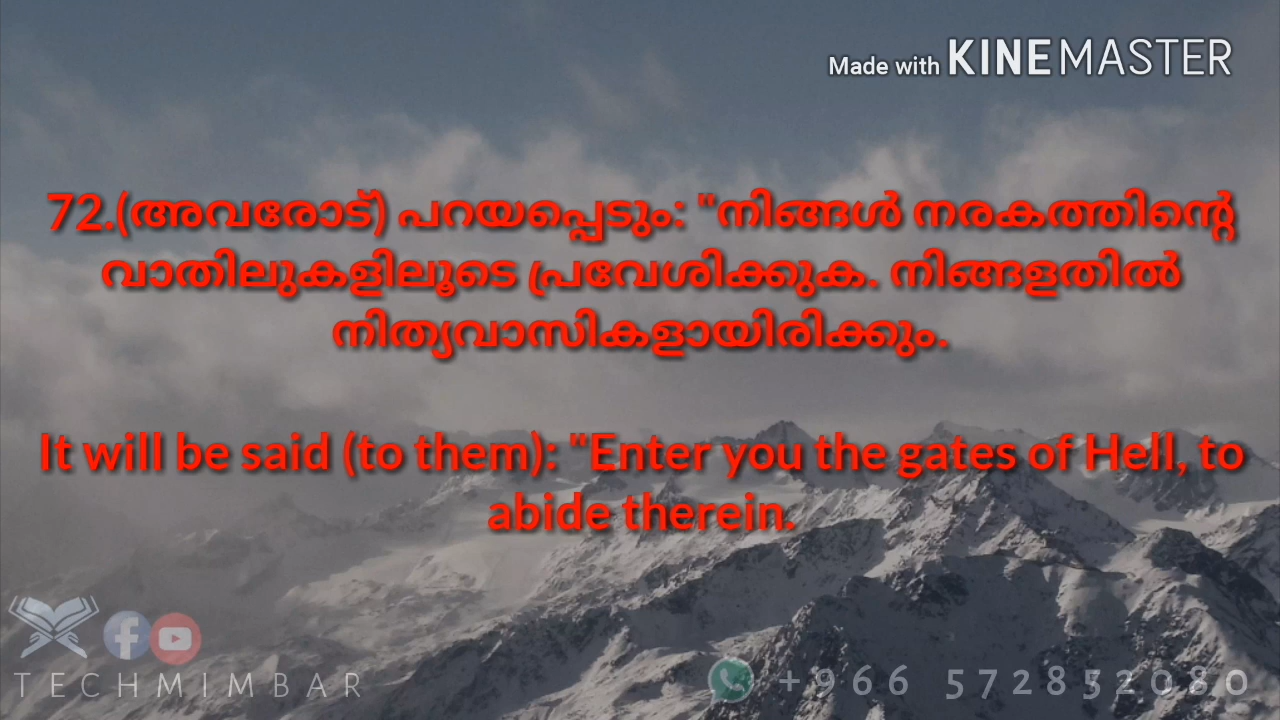 Made with KINEMASTER
72.(അവരോട്) പറയപ്പെടും: "നിങ്ങൾ നരകത്തിന്റെ
വാതിലുകളിലൂടെ പ്രവേശിക്കുക. നിങ്ങളതിൽ
നിത്യവാസികളായിരിക്കും.
It will be said (to them): "Enter you the gates of Hell, to
abide therein.
TECHMIMBAR
+966 572852080